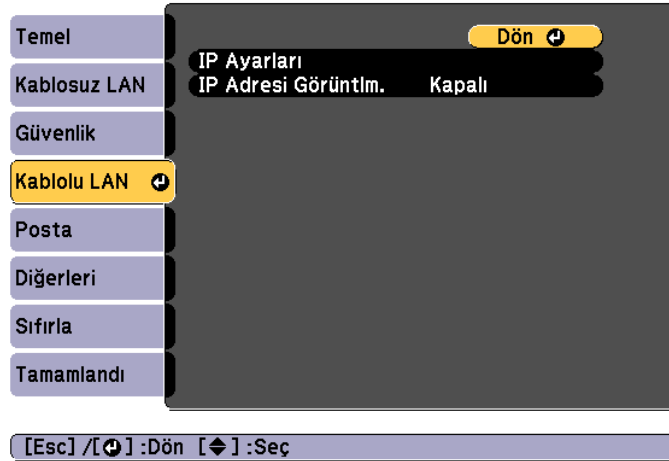 Temel
Kablosuz LAN
Güvenlik
Kablolu LAN
Posta
Diğerleri
Sıfırla
Tamamlandı
Dön
IP Ayarları
IP Adresi Görüntlm. Kapalı
[Esc] /[⏎] :Dön [◆] :Seç